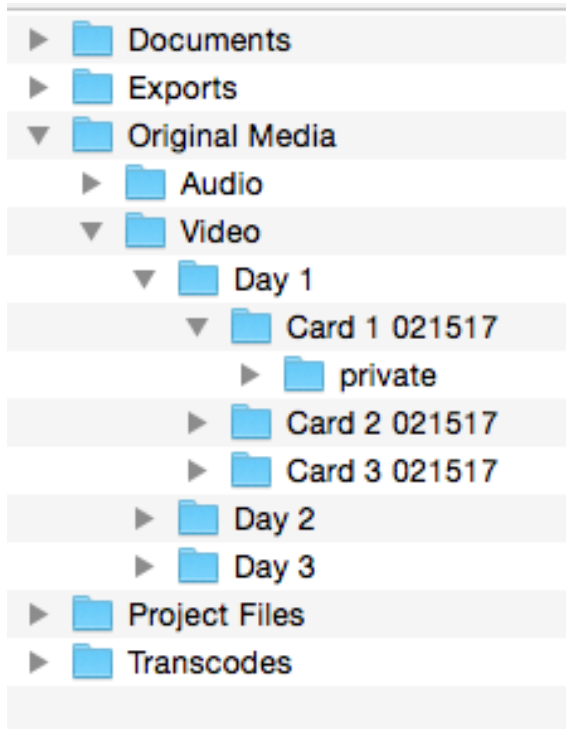 Documents
Exports
Original Media
Audio
Video
Day 1
Card 1 021517
private
Card 2 021517
Card 3 021517
Day 2
Day 3
Project Files
Transcodes